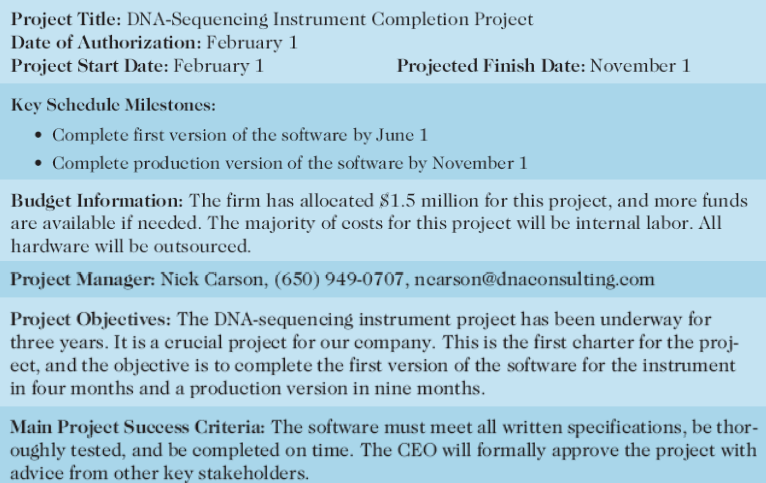 Project Title: DNA-Sequencing Instrument Completion Project
Date of Authorization: February 1
Project Start Date: February 1 Projected Finish Date: November 1
Key Schedule Milestones:
• Complete first version of the software by June 1
• Complete production version of the software by November 1
Budget Information: The firm has allocated $1.5 million for this project, and more funds
are available if needed. The majority of costs for this project will be internal labor. All
hardware will be outsourced.
Project Manager: Nick Carson, (650) 949-0707, ncarson@dnaconsulting.com
Project Objectives: The DNA-sequencing instrument project has been underway for
three years. It is a crucial project for our company. This is the first charter for the proj-
ect, and the objective is to complete the first version of the software for the instrument
in four months and a production version in nine months.
Main Project Success Criteria: The software must meet all written specifications, be thor-
oughly tested, and be completed on time. The CEO will formally approve the project with
advice from other key stakeholders.